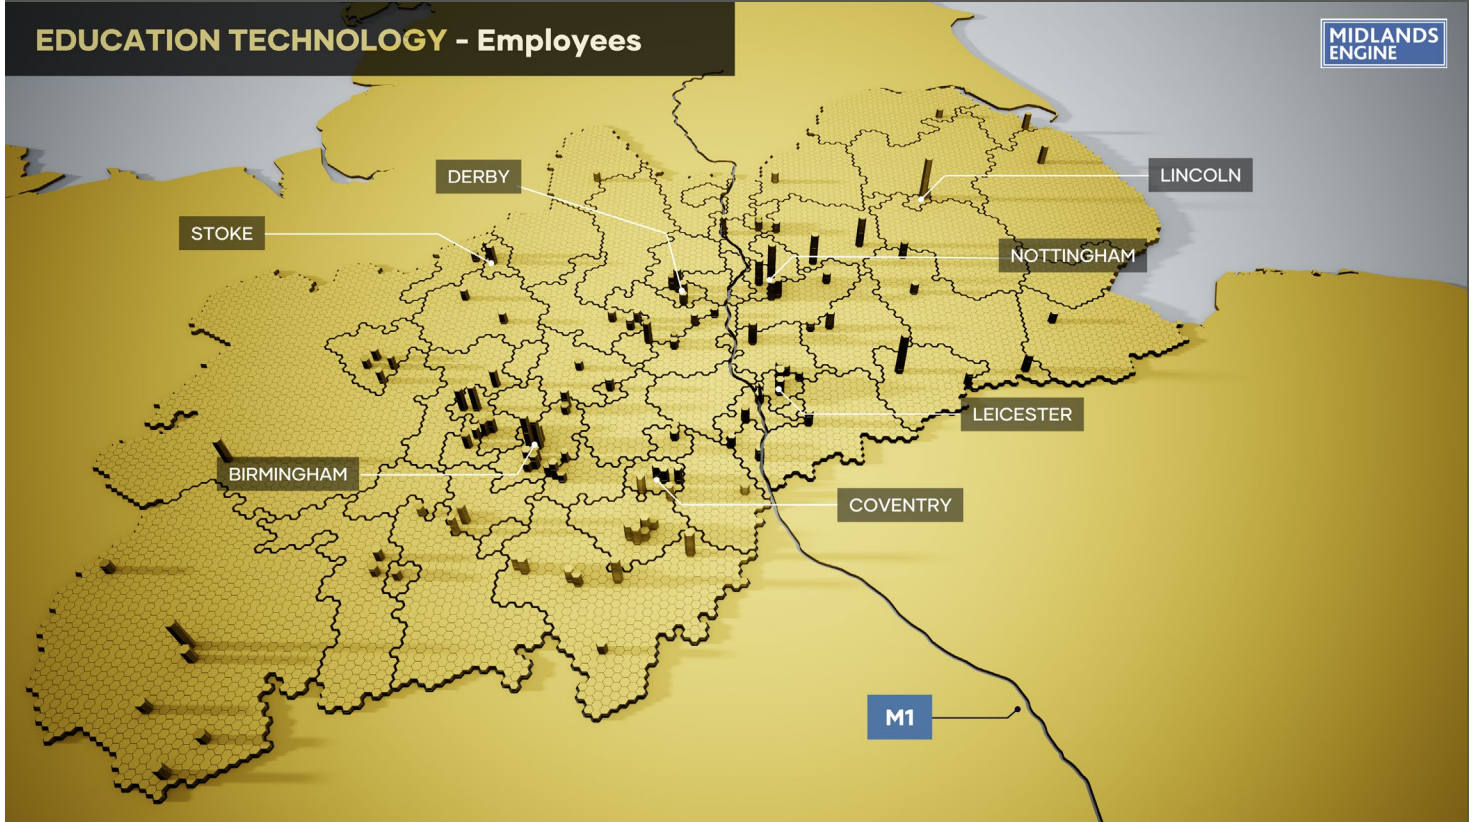 EDUCATION TECHNOLOGY - Employees
MIDLANDS
ENGINE
DERBY
LINCOLN
STOKE
NOTTINGHAM
LEICESTER
BIRMINGHAM
COVENTRY
M1